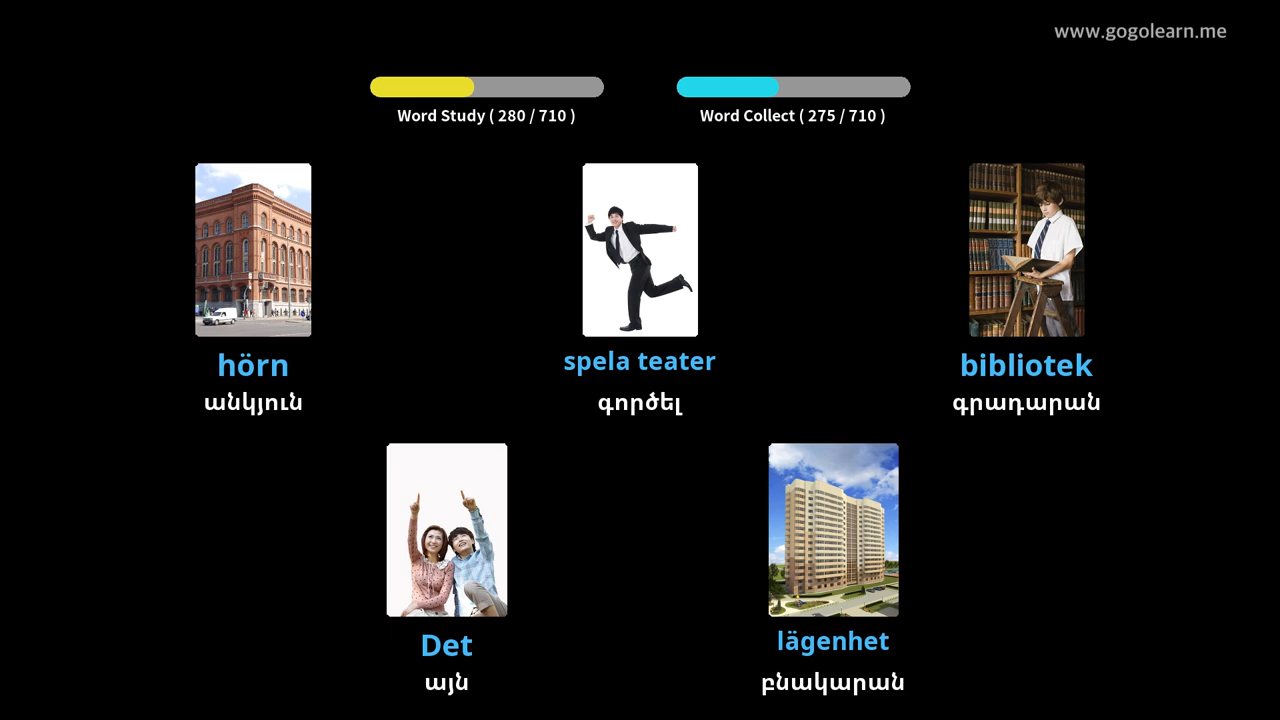 www.gogolearn.me
Word Study ( 280 / 710 )
Word Collect ( 275 / 710 )
hörn
անկյուն
spela teater
գործել
bibliotek
գրադարան
Det
այն
lägenhet
բնակարան